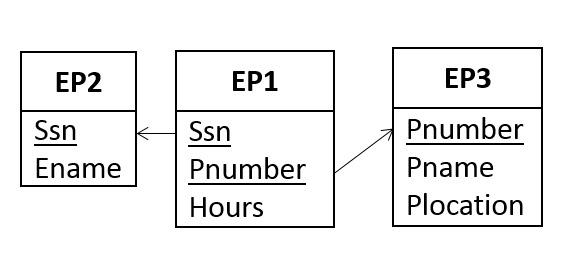 EP2
Ssn
Ename
EP1
Ssn
Pnumber
Hours
EP3
Pnumber
Pname
Plocation